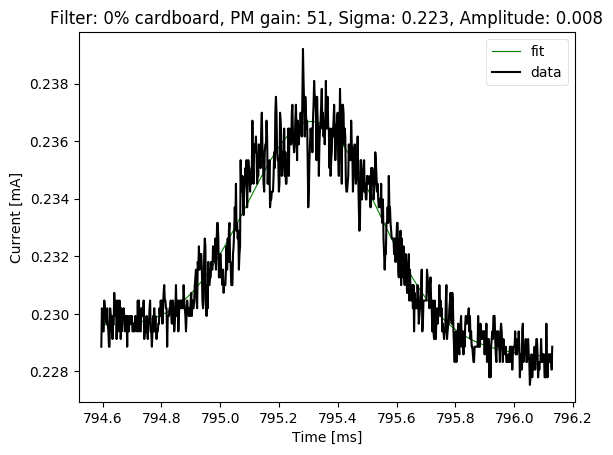 Filter: 0% cardboard, PM gain: 51, Sigma: 0.223, Amplitude: 0.008
fit
data
0.238
0.236
0.234
0.232
0.230
0.228
Current [mA]
794.6 794.8 795.0 795.2 795.4 795.6 795.8 796.0 796.2
Time [ms]